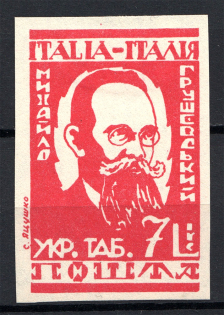 ITALIA-ІТАЛІЯ
МИХАЙЛО
ГРУШЕВСЬКИЙ
УКР. ТАБ. 7 L
ПОШТА
С. ЯЦУШКО